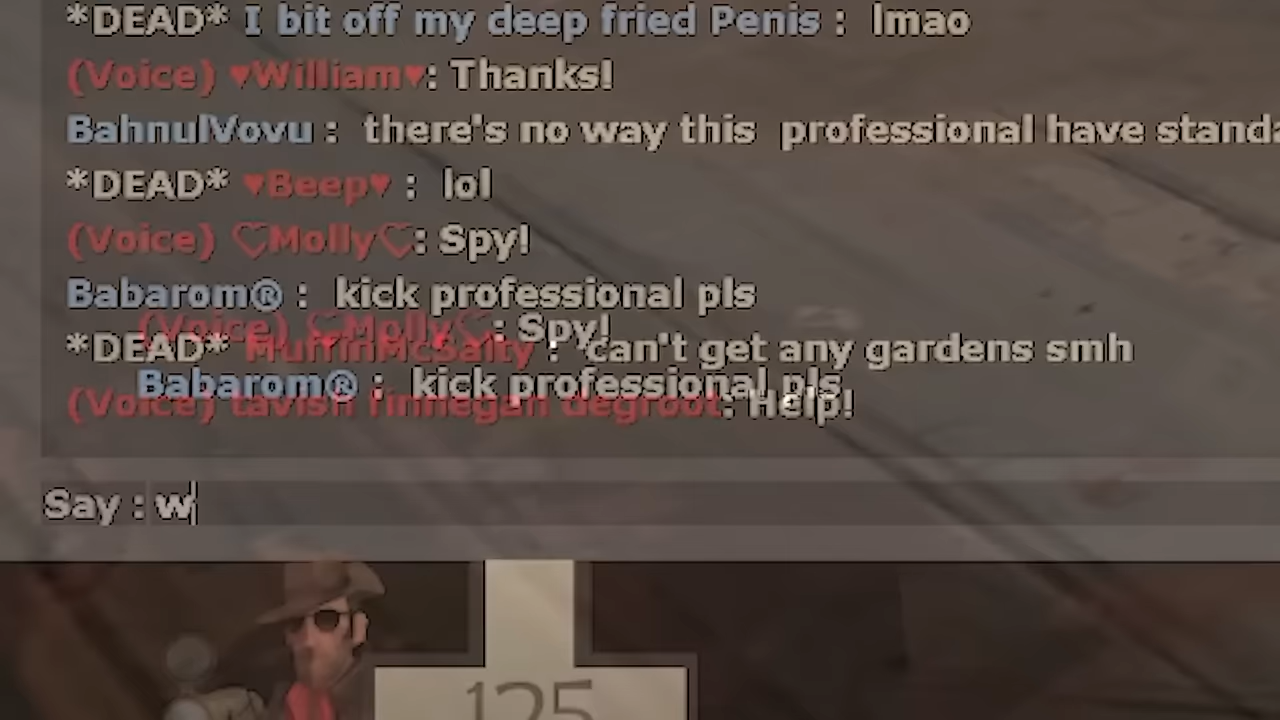 *DEAD* I bit off my deep fried Penis :  lmao
(Voice) ♥William♥: Thanks!
BahnulVovu :  there's no way this  professional have standa
*DEAD* ♥Beep♥ :  lol
(Voice) ♡Molly♡: Spy!
Babarom® :  kick professional pls
(Voice) ♡Molly♡: Spy!
*DEAD* MuffinMcSalty :  can't get any gardens smh
Babarom® :  kick professional pls
(Voice) tavish finnegan degroot: Help!
Say : w
125